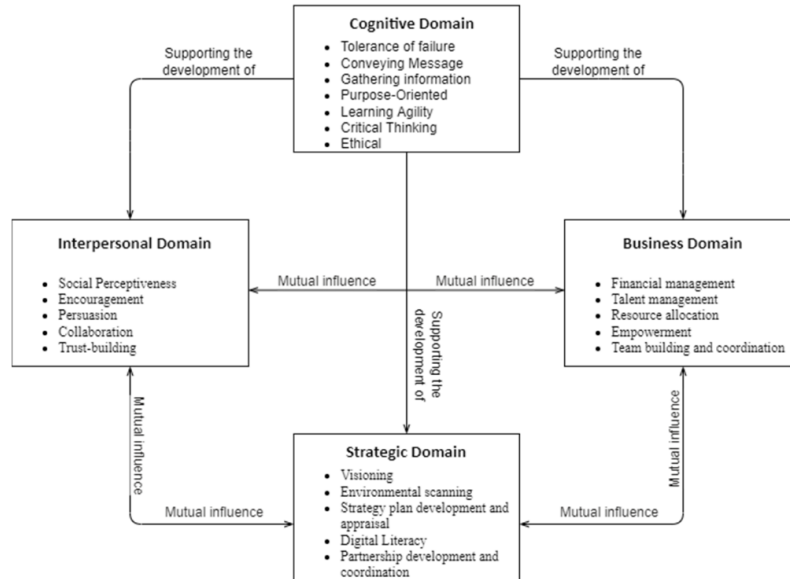 Cognitive Domain
• Tolerance of failure
• Conveying Message
• Gathering information
• Purpose-Oriented
• Learning Agility
• Critical Thinking
• Ethical
Supporting the
development of
Supporting the
development of
Interpersonal Domain
• Social Perceptiveness
• Encouragement
• Persuasion
• Collaboration
• Trust-building
Mutual influence
Mutual influence
Business Domain
• Financial management
• Talent management
• Resource allocation
• Empowerment
• Team building and coordination
Supporting the
development of
Mutual influence
Mutual influence
Strategic Domain
• Visioning
• Environmental scanning
• Strategy plan development and
appraisal
• Digital Literacy
• Partnership development and
coordination
Mutual influence
Mutual influence